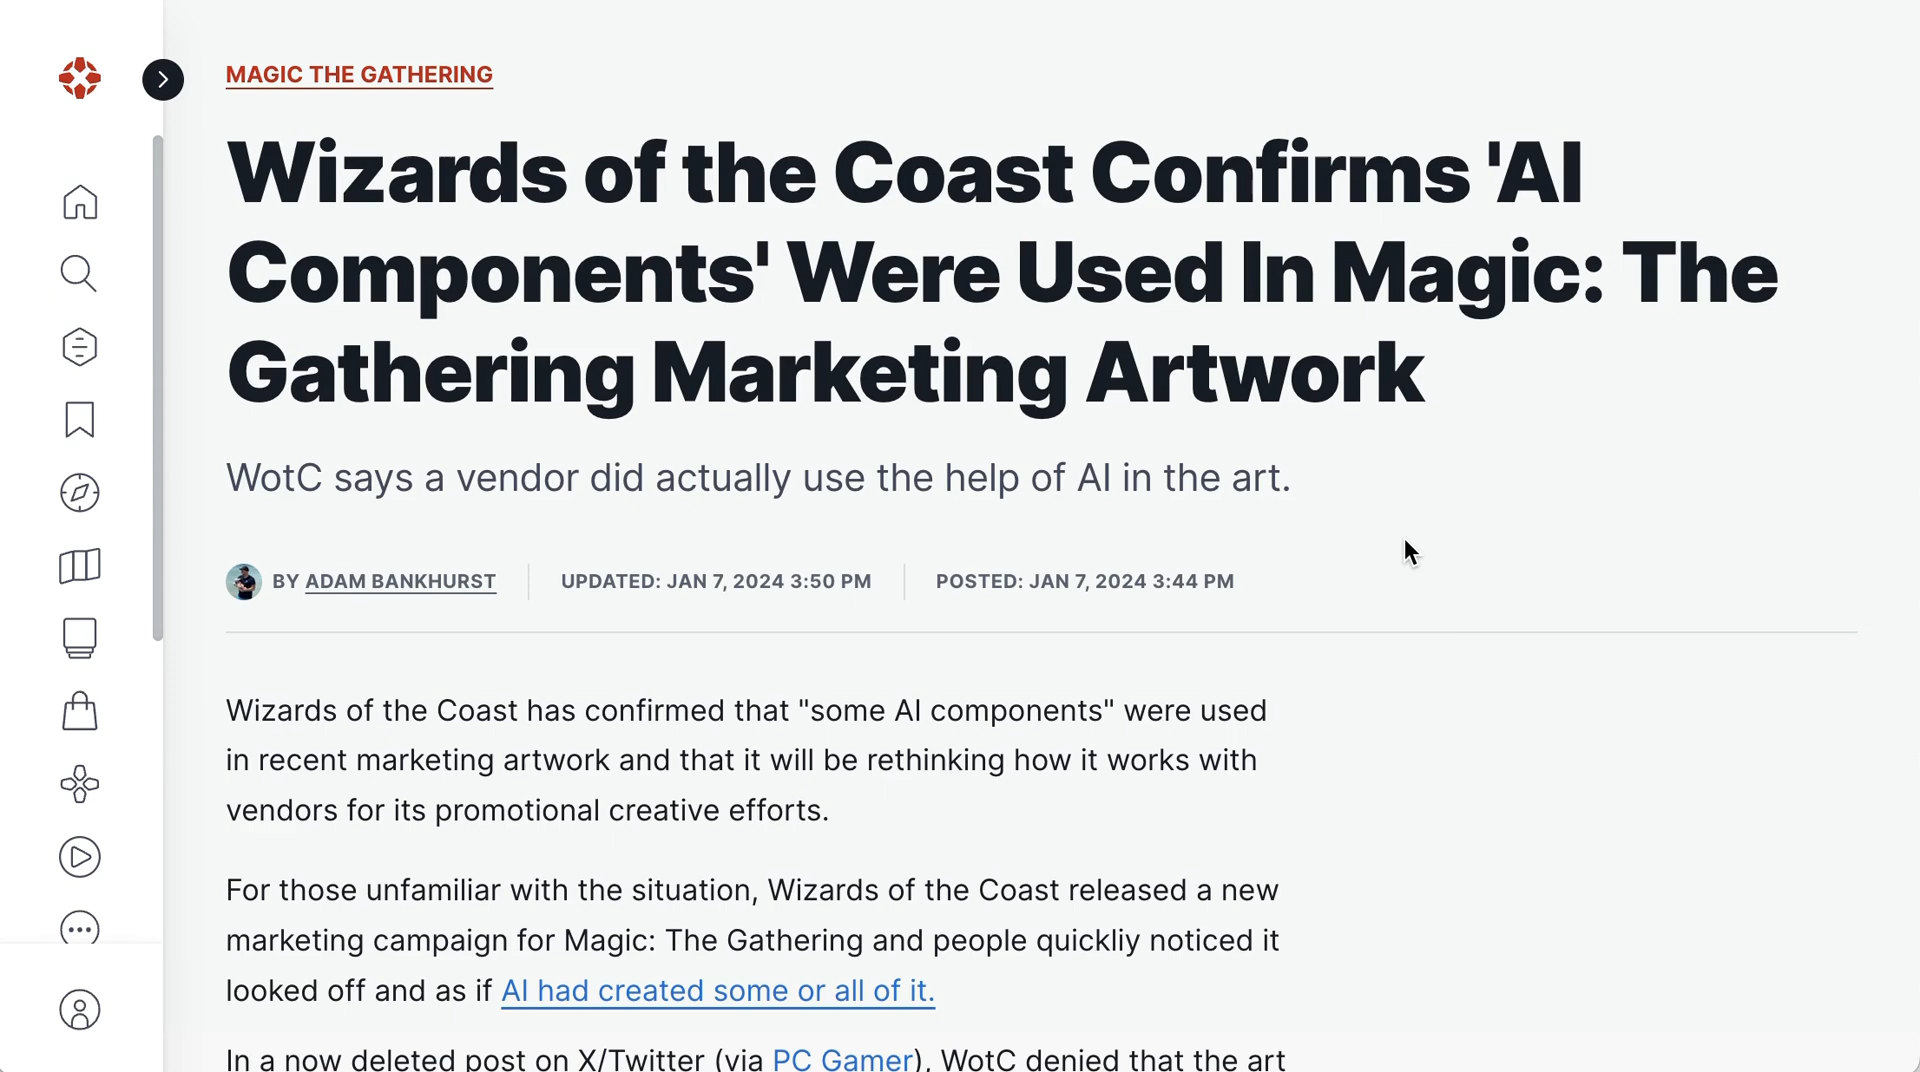 MAGIC THE GATHERING
Wizards of the Coast Confirms 'AI
Components' Were Used In Magic: The
Gathering Marketing Artwork
WotC says a vendor did actually use the help of AI in the art.
BY ADAM BANKHURST UPDATED: JAN 7, 2024 3:50 PM POSTED: JAN 7, 2024 3:44 PM
Wizards of the Coast has confirmed that "some AI components" were used
in recent marketing artwork and that it will be rethinking how it works with
vendors for its promotional creative efforts.
For those unfamiliar with the situation, Wizards of the Coast released a new
marketing campaign for Magic: The Gathering and people quickliy noticed it
looked off and as if AI had created some or all of it.
In a now deleted post on X/Twitter (via PC Gamer), WotC denied that the art